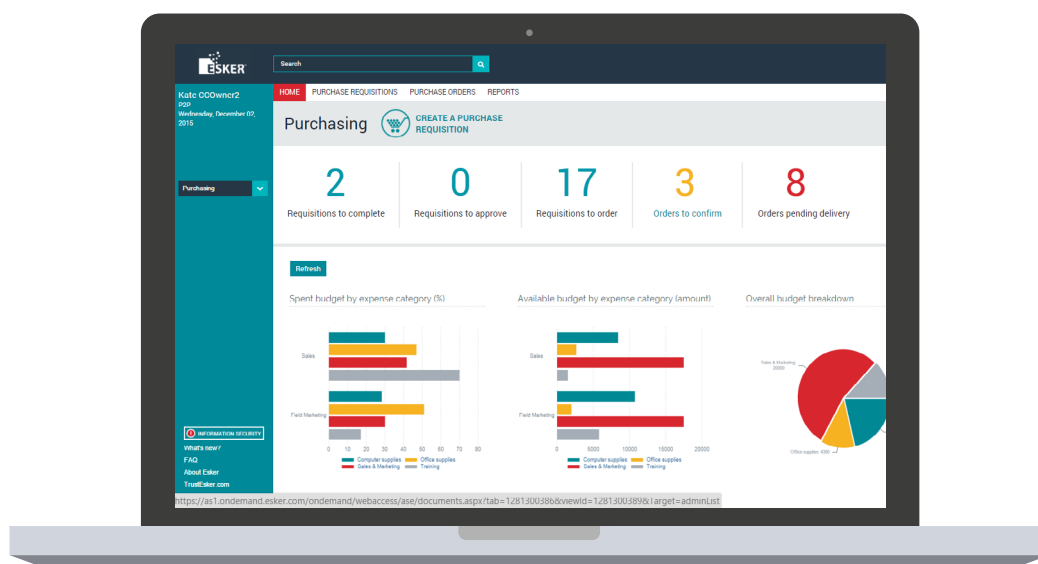 ESKER
Search
Kate CCOwner2
P2P
Wednesday, December 02,
2015
HOME PURCHASE REQUISITIONS PURCHASE ORDERS REPORTS
Purchasing
CREATE A PURCHASE
REQUISITION
Purchasing
2 0 17 3 8
Requisitions to complete Requisitions to approve Requisitions to order Orders to confirm Orders pending delivery
Refresh
Spent budget by expense category (%) Available budget by expense category (amount) Overall budget breakdown
Sales
Field Marketing
0 10 20 30 40 50 60 70 80
Computer supplies Office supplies
Sales & Marketing Training
Sales
Field Marketing
0 5000 10000 15000 20000
Computer supplies Office supplies
Sales & Marketing Training
Sales & Marketing
20000
Office supplies 4300
INFORMATION SECURITY
What's new?
FAQ
About Esker
TrustEsker.com
https://as1.ondemand.esker.com/ondemand/webaccess/ase/documents.aspx?tab=1281300386&viewId=1281300389&Target=adminList